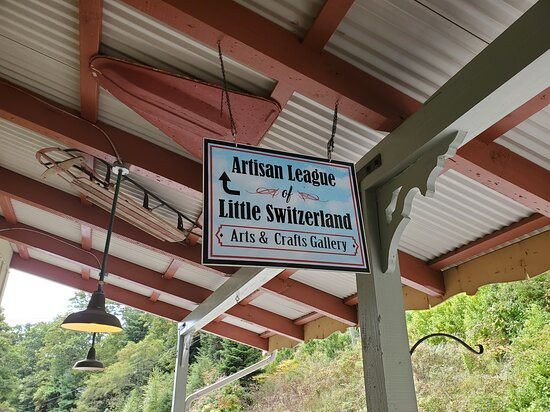 Artisan League
of
Little Switzerland
Arts & Crafts Gallery